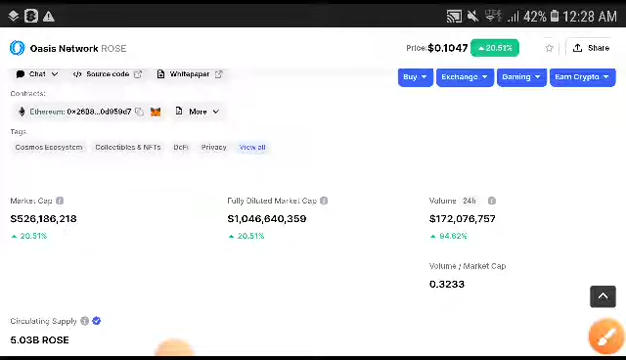 42% 12:28 AM
Oasis Network ROSE
Price: $0.1047 20.51%
Share
Chat
Source code
Whitepaper
Buy
Exchange
Gaming
Earn Crypto
Contracts:
More
Tags:
Cosmos Ecosystem
Collectibles & NFTs
DeFi
Privacy
View all
Market Cap
$526,186,218
20.51%
Fully Diluted Market Cap
$1,046,640,359
20.51%
Volume 24h
$172,076,757
94.62%
Volume / Market Cap
0.3233
Circulating Supply
5.03B ROSE